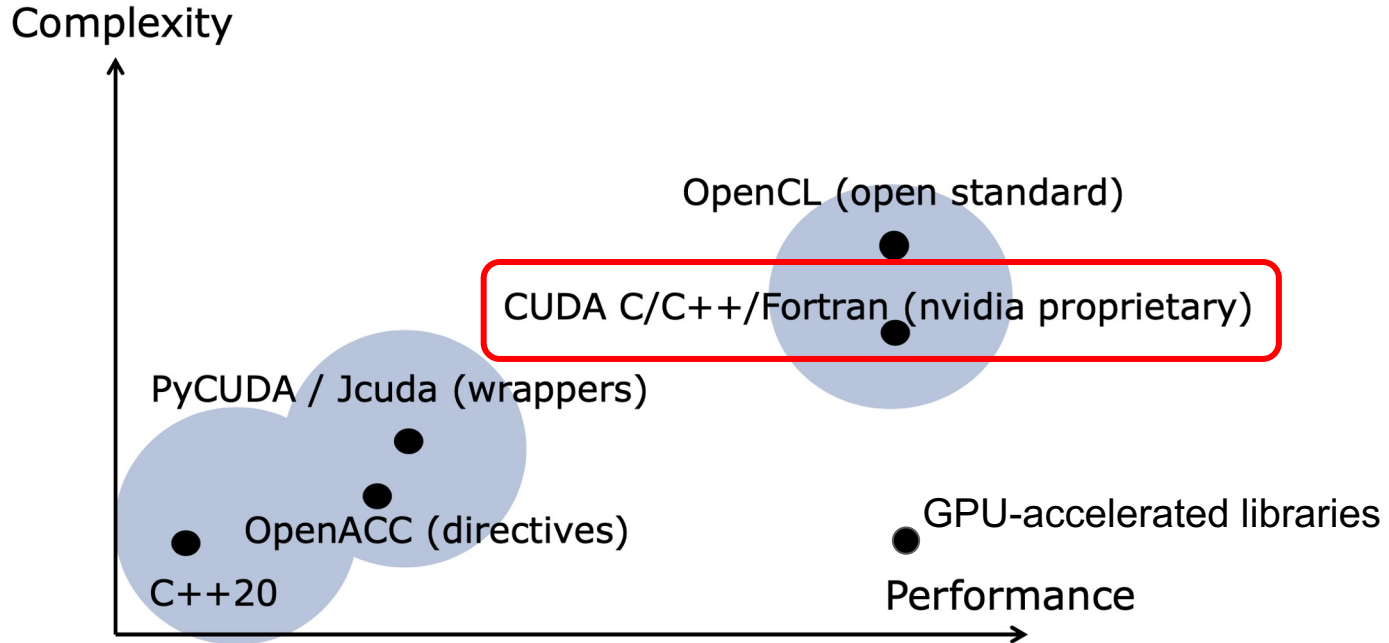 Complexity
OpenCL (open standard)
CUDA C/C++/Fortran (nvidia proprietary)
PyCUDA / Jcuda (wrappers)
GPU-accelerated libraries
OpenACC (directives)
C++20
Performance